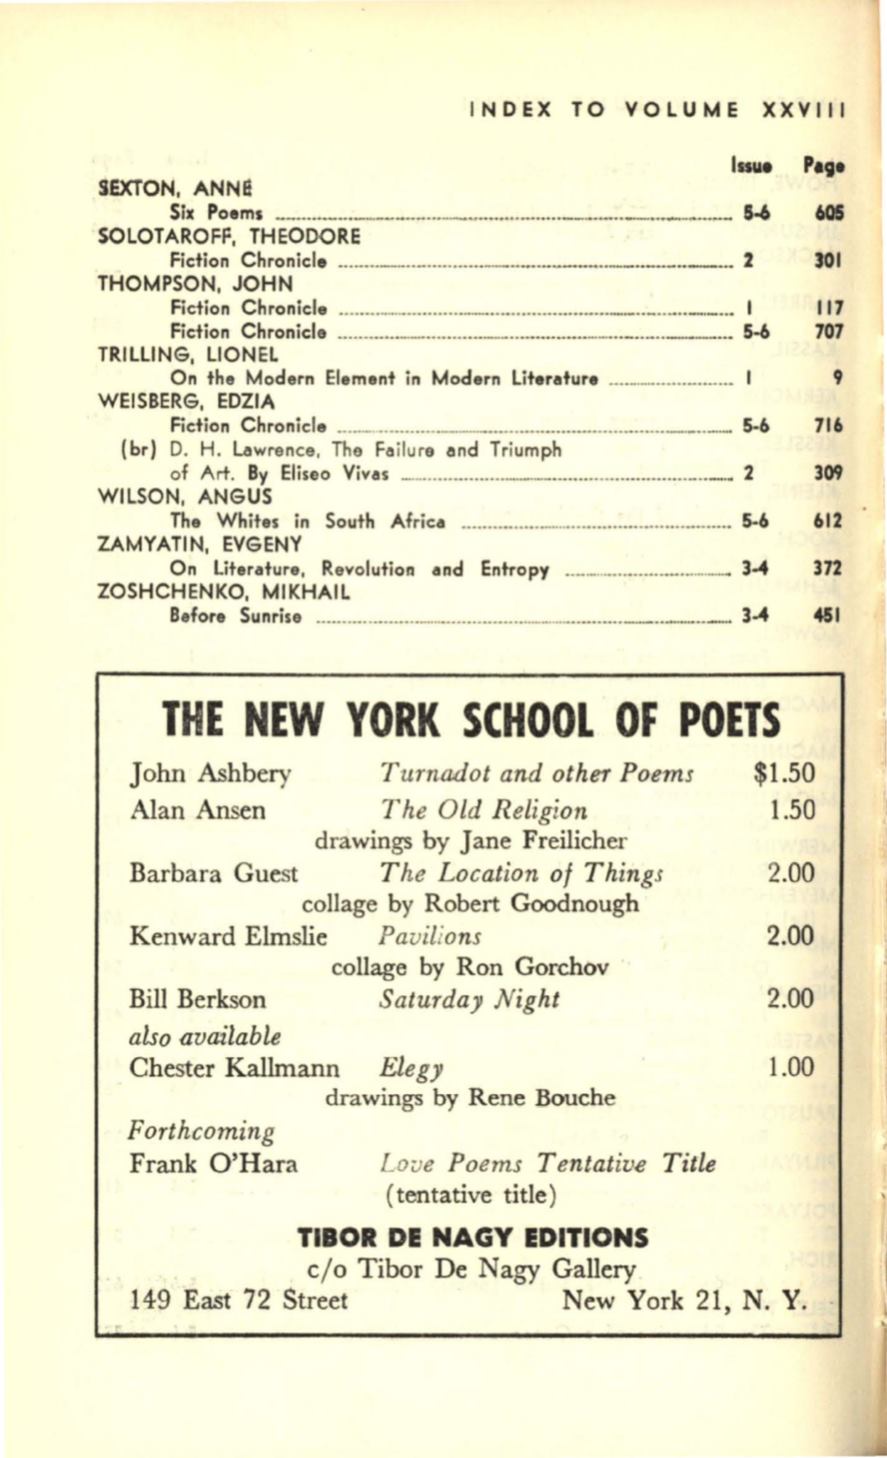 INDEX TO VOLUME XXVIII
Issue Page
SEXTON, ANNE
Six Poems 5-6 605
SOLOTAROFF, THEODORE
Fiction Chronicle 2 301
THOMPSON, JOHN
Fiction Chronicle 1 117
Fiction Chronicle 5-6 707
TRILLING, LIONEL
On the Modern Element in Modern Literature 1 9
WEISBERG, EDZIA
Fiction Chronicle 5-6 716
(br) D. H. Lawrence, The Failure and Triumph
of Art. By Eliseo Vivas 2 309
WILSON, ANGUS
The Whites in South Africa 5-6 612
ZAMYATIN, EVGENY
On Literature, Revolution and Entropy 3-4 372
ZOSHCHENKO, MIKHAIL
Before Sunrise 3-4 451
THE NEW YORK SCHOOL OF POETS
John Ashbery Turnadot and other Poems $1.50
Alan Ansen The Old Religion 1.50
drawings by Jane Freilicher
Barbara Guest The Location of Things 2.00
collage by Robert Goodnough
Kenward Elmslie Pavilions 2.00
collage by Ron Gorchov
Bill Berkson Saturday Night 2.00
also available
Chester Kallmann Elegy 1.00
drawings by Rene Bouche
Forthcoming
Frank O'Hara Love Poems Tentative Title
(tentative title)
TIBOR DE NAGY EDITIONS
c/o Tibor De Nagy Gallery
149 East 72 Street New York 21, N. Y.